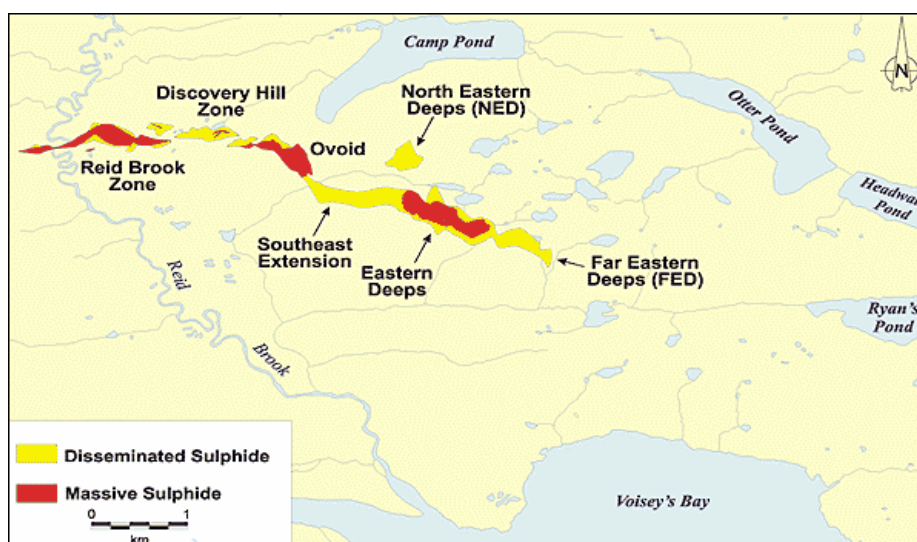 Camp Pond
N
Discovery Hill
Zone
North Eastern
Deeps (NED)
Otter Pond
Ovoid
Reid Brook
Zone
Southeast
Extension
Eastern
Deeps
Far Eastern
Deeps (FED)
Reid
Brook
Pond
Ryan's
Pond
Disseminated Sulphide
Massive Sulphide
0 1
km
Voisey's Bay